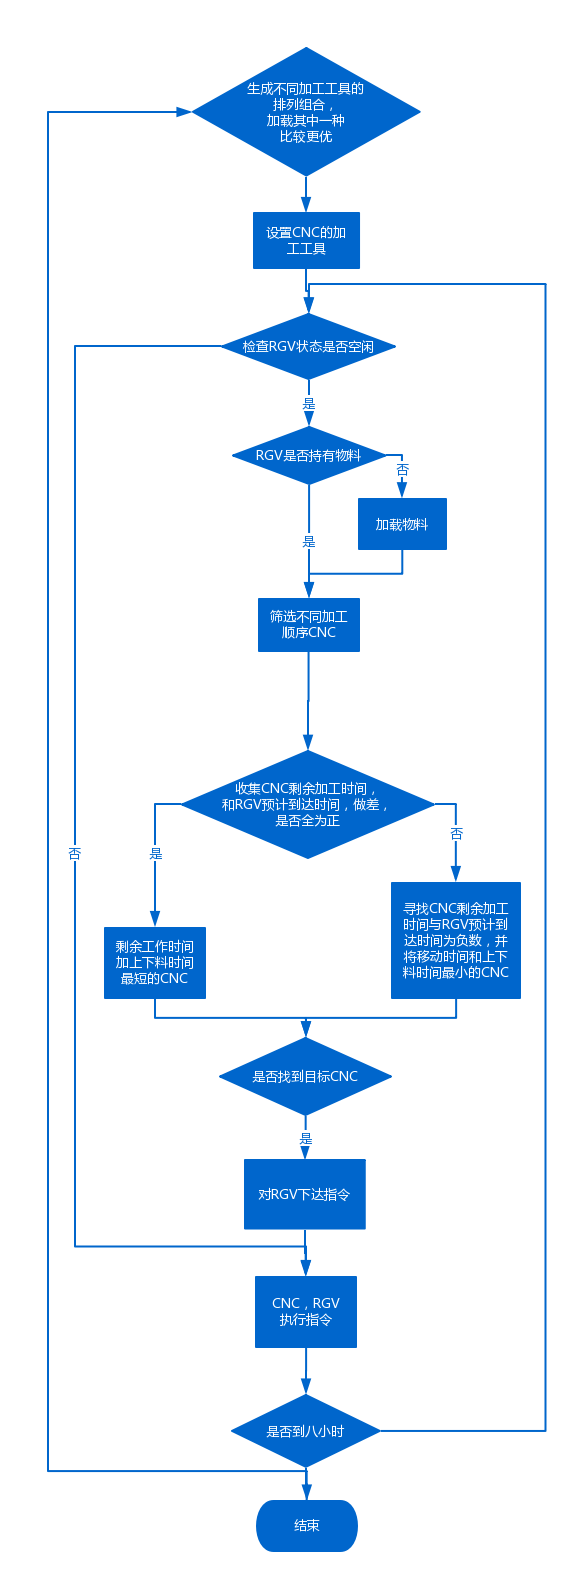 生成不同加工工具的
排列组合，
加载其中一种
比较更优
设置CNC的加
工工具
检查RGV状态是否空闲
是
RGV是否持有物料
否
加载物料
是
筛选不同加工
顺序CNC
收集CNC剩余加工时间，
和RGV预计到达时间，做差，
是否全为正
否
否
是
剩余工作时间
加上下料时间
最短的CNC
寻找CNC剩余加工
时间与RGV预计到
达时间为负数，并
将移动时间和上下
料时间最小的CNC
是否找到目标CNC
是
对RGV下达指令
CNC，RGV
执行指令
是否到八小时
结束